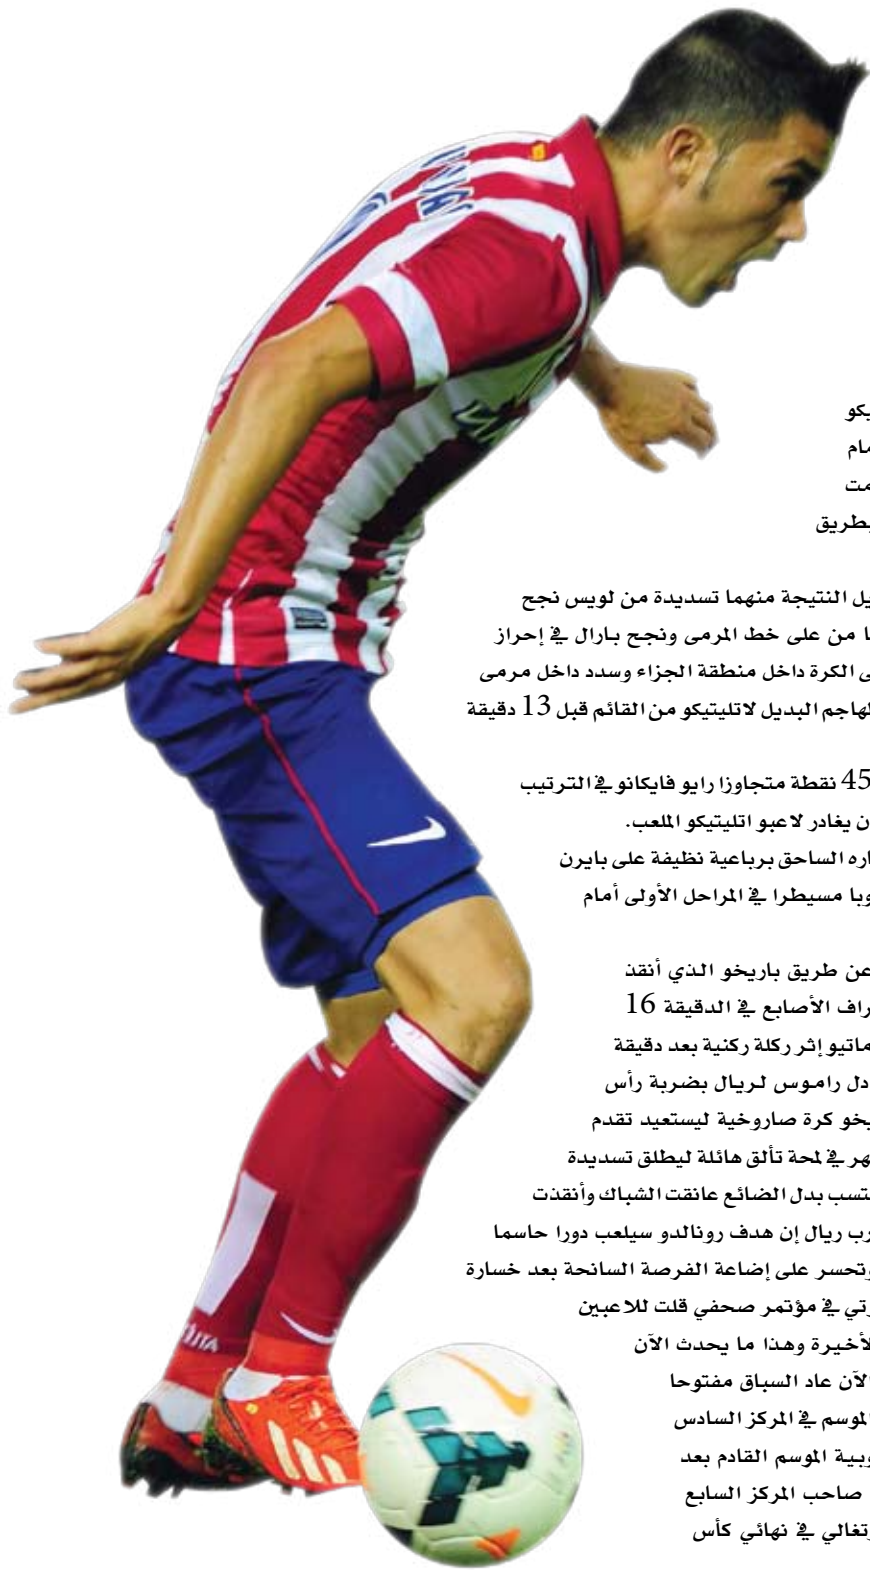 يكو
مام
مت
بطريق
يل النتيجة منهما تسديدة من لويس نجح
ا من على خط المرمى ونجح بارال في إحراز
ى الكرة داخل منطقة الجزاء وسدد داخل مرمى
لهاجم البديل لاتليتيكو من القائم قبل 13 دقيقة
45 نقطة متجاوزا رايو فايكانو في الترتيب
ن يغادر لاعبو اتليتيكو الملعب.
اره الساحق برباعية نظيفة على بايرن
وبا مسيطرا في المراحل الأولى أمام
عن طريق باريخو الذي أنقذ
راف الأصابع في الدقيقة 16
ماتيو إثر ركلة ركنية بعد دقيقة
دل راموس لريال بضربة رأس
يخو كرة صاروخية ليستعيد تقدم
هر في لمحة تألق هائلة ليطلق تسديدة
تسب بدل الضائع عانقت الشباك وأنقذت
رب ريال إن هدف رونالدو سيلعب دورا حاسما
وتحسر على إضاعة الفرصة السانحة بعد خسارة
رتي في مؤتمر صحفي قلت للاعبين
لأخيرة وهذا ما يحدث الآن
الآن عاد السباق مفتوحا
الموسم في المركز السادس
وبية الموسم القادم بعد
صاحب المركز السابع
رتغالي في نهائي كأس